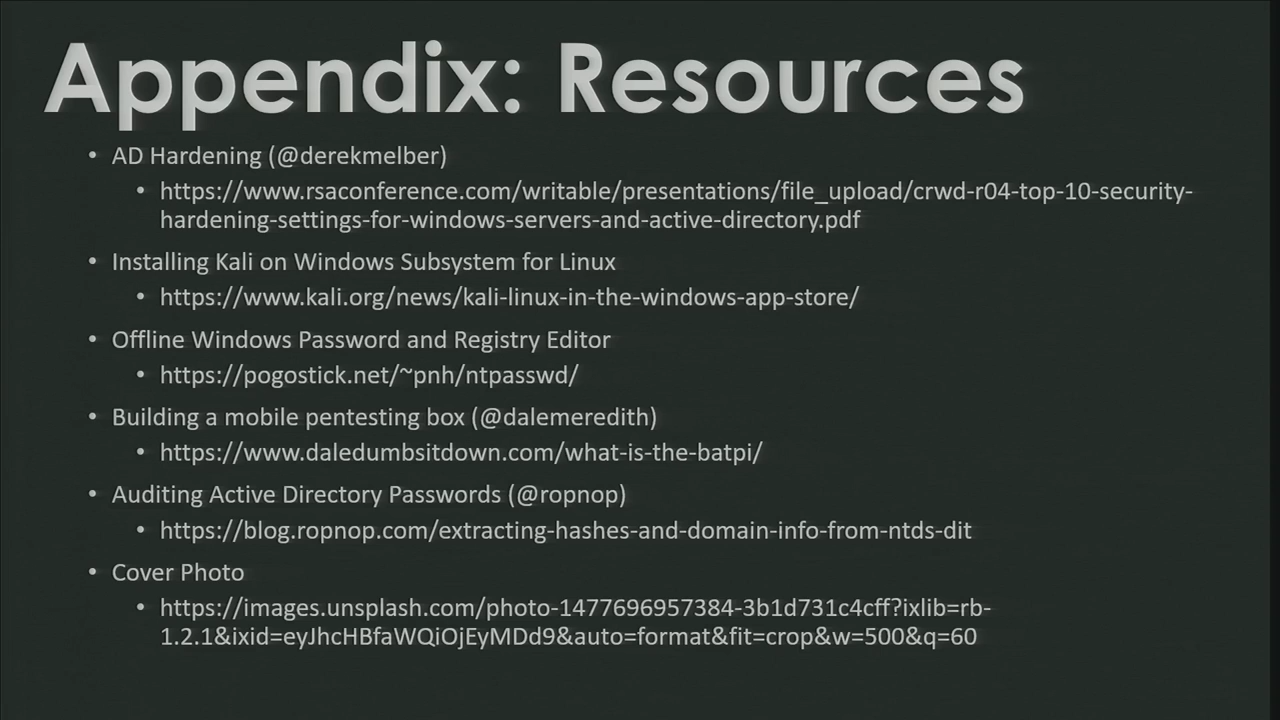 Appendix: Resources
• AD Hardening (@derekmelber)
• https://www.rsaconference.com/writable/presentations/file_upload/crwd-r04-top-10-security-
hardening-settings-for-windows-servers-and-active-directory.pdf
• Installing Kali on Windows Subsystem for Linux
• https://www.kali.org/news/kali-linux-in-the-windows-app-store/
• Offline Windows Password and Registry Editor
• https://pogostick.net/~pnh/ntpasswd/
• Building a mobile pentesting box (@dalemeredith)
• https://www.daledumbsitdown.com/what-is-the-batpi/
• Auditing Active Directory Passwords (@ropnop)
• https://blog.ropnop.com/extracting-hashes-and-domain-info-from-ntds-dit
• Cover Photo
• https://images.unsplash.com/photo-1477696957384-3b1d731c4cff?ixlib=rb-
1.2.1&ixid=eyJhcHBfaWQiOjEyMDd9&auto=format&fit=crop&w=500&q=60